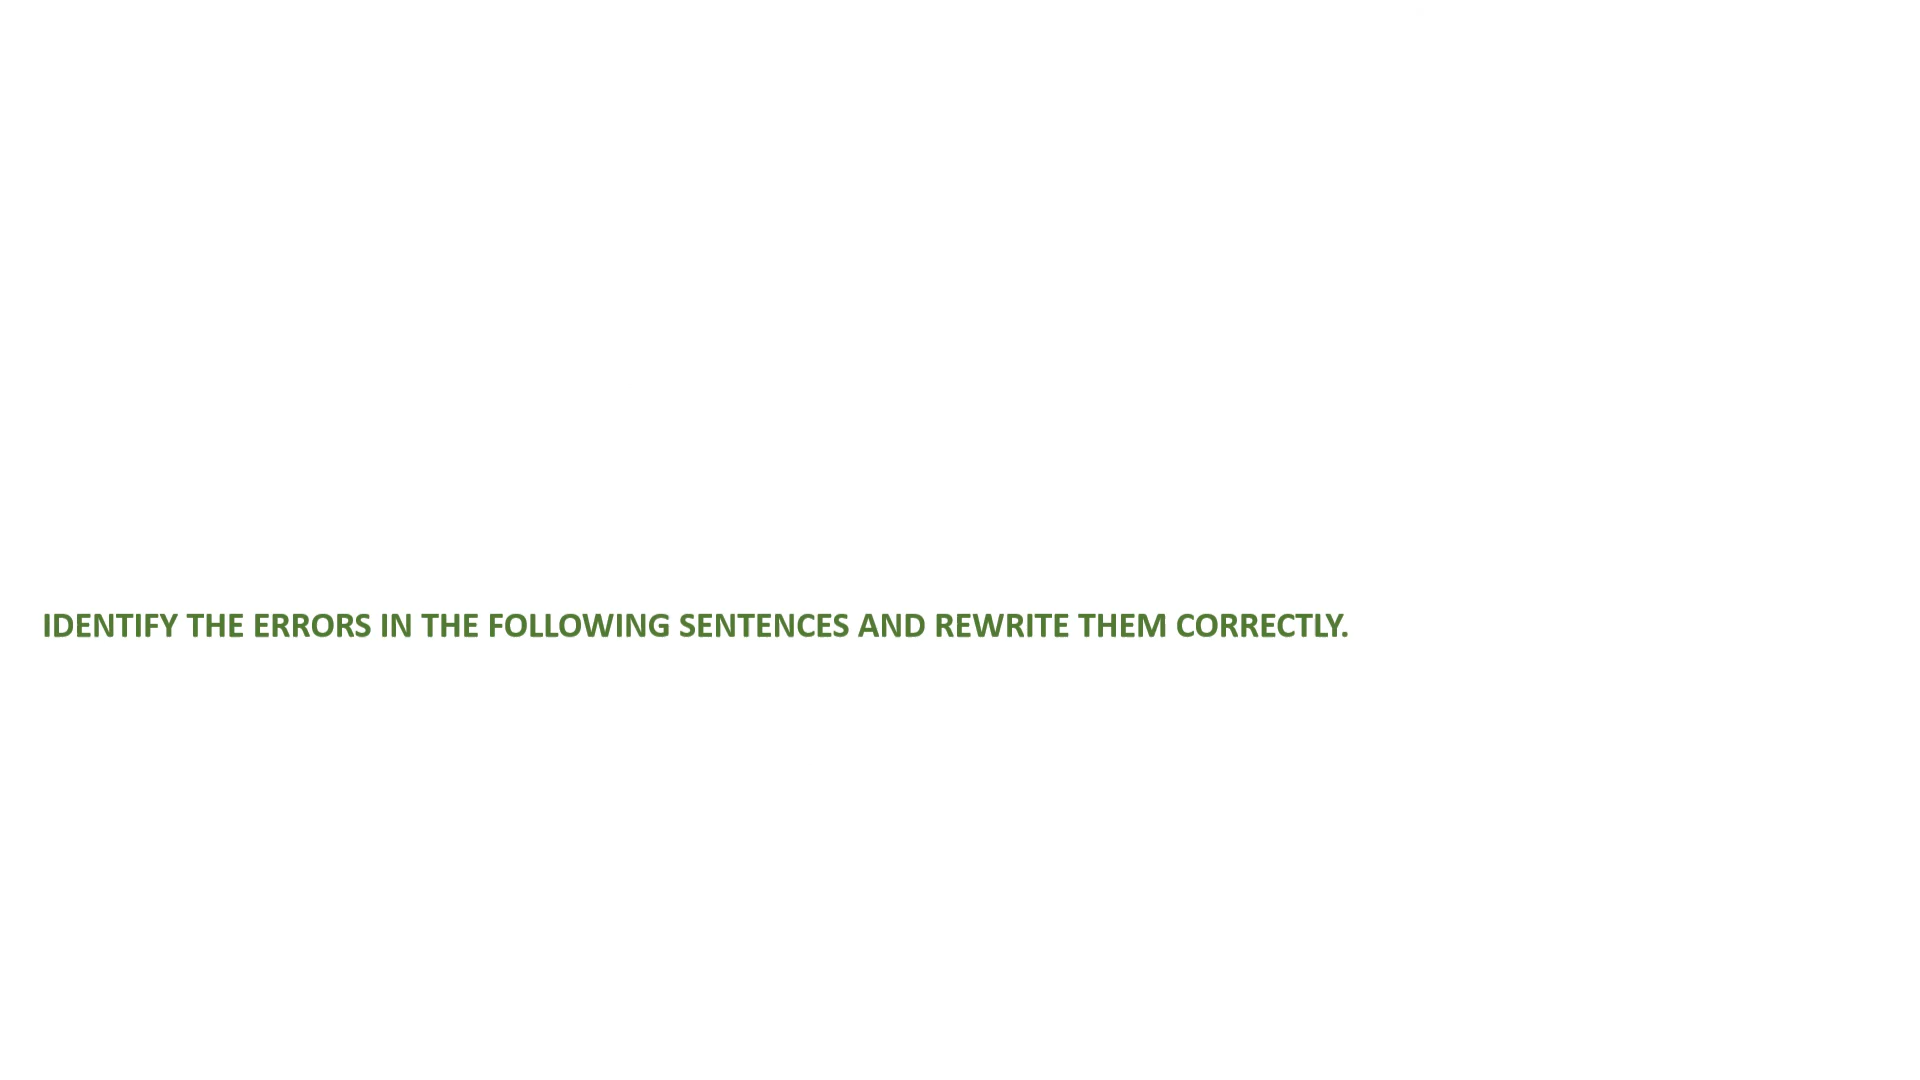 IDENTIFY THE ERRORS IN THE FOLLOWING SENTENCES AND REWRITE THEM CORRECTLY.